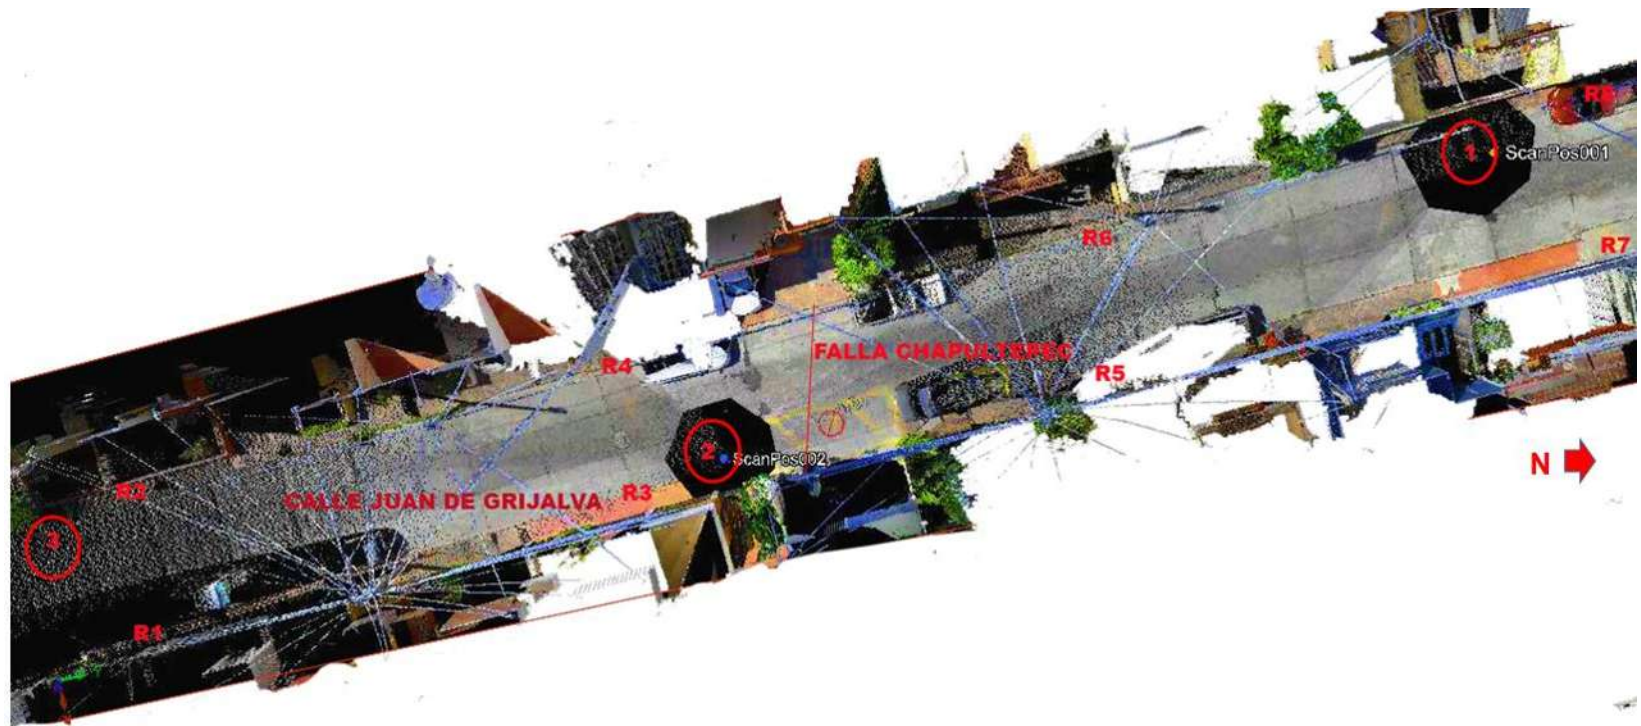 R8
1 ScanPos001
R6
R7
FALLA CHAPULTEPEC
R4
R5
2 ScanPos002
N
R3
R2
CALLE JUAN DE GRIJALVA
3
R1